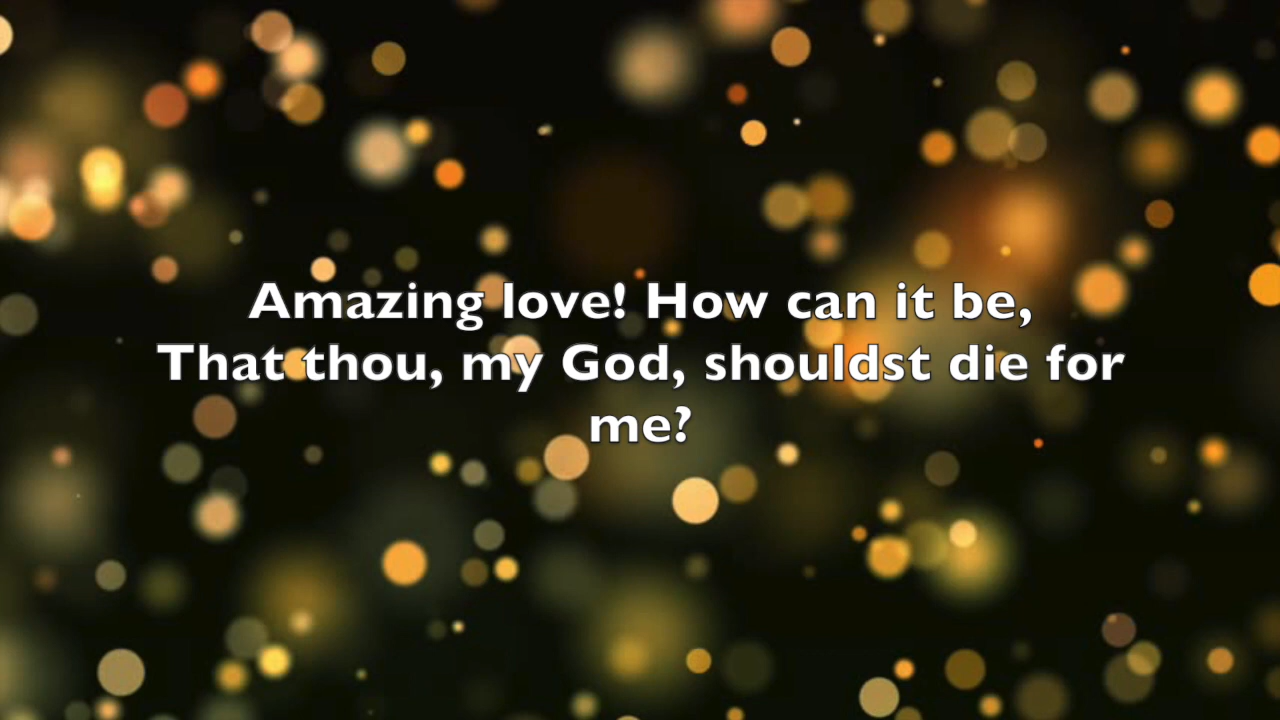 Amazing love! How can it be,
That thou, my God, shouldst die for
me?